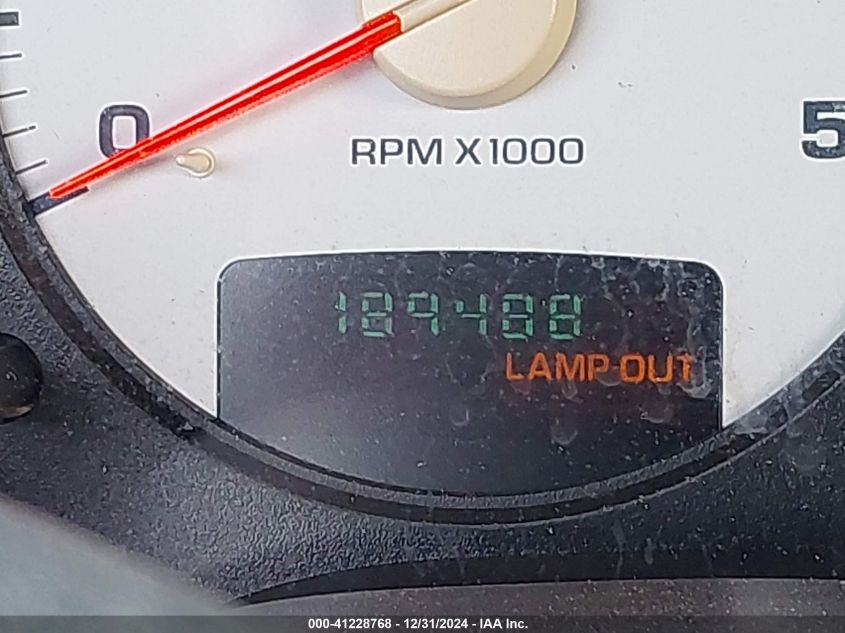 0
5
RPM X1000
189488
LAMP OUT
000-41228768 - 12/31/2024 - IAA Inc.